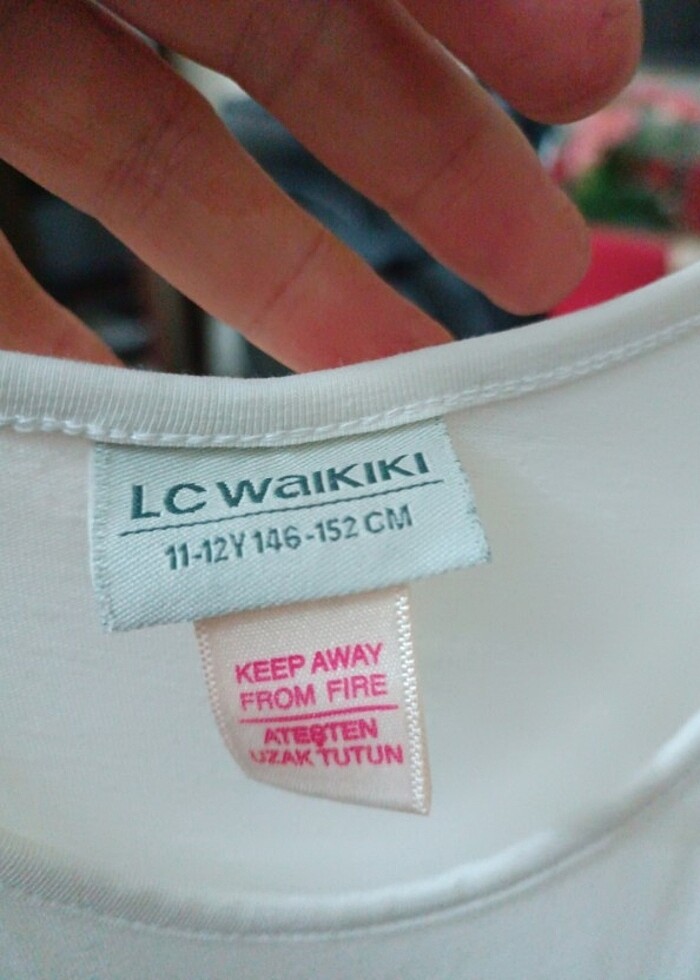 LC WAIKIKI
11-12Y 146-152 CM
KEEP AWAY
FROM FIRE
ATEŞTEN
UZAK TUTUN